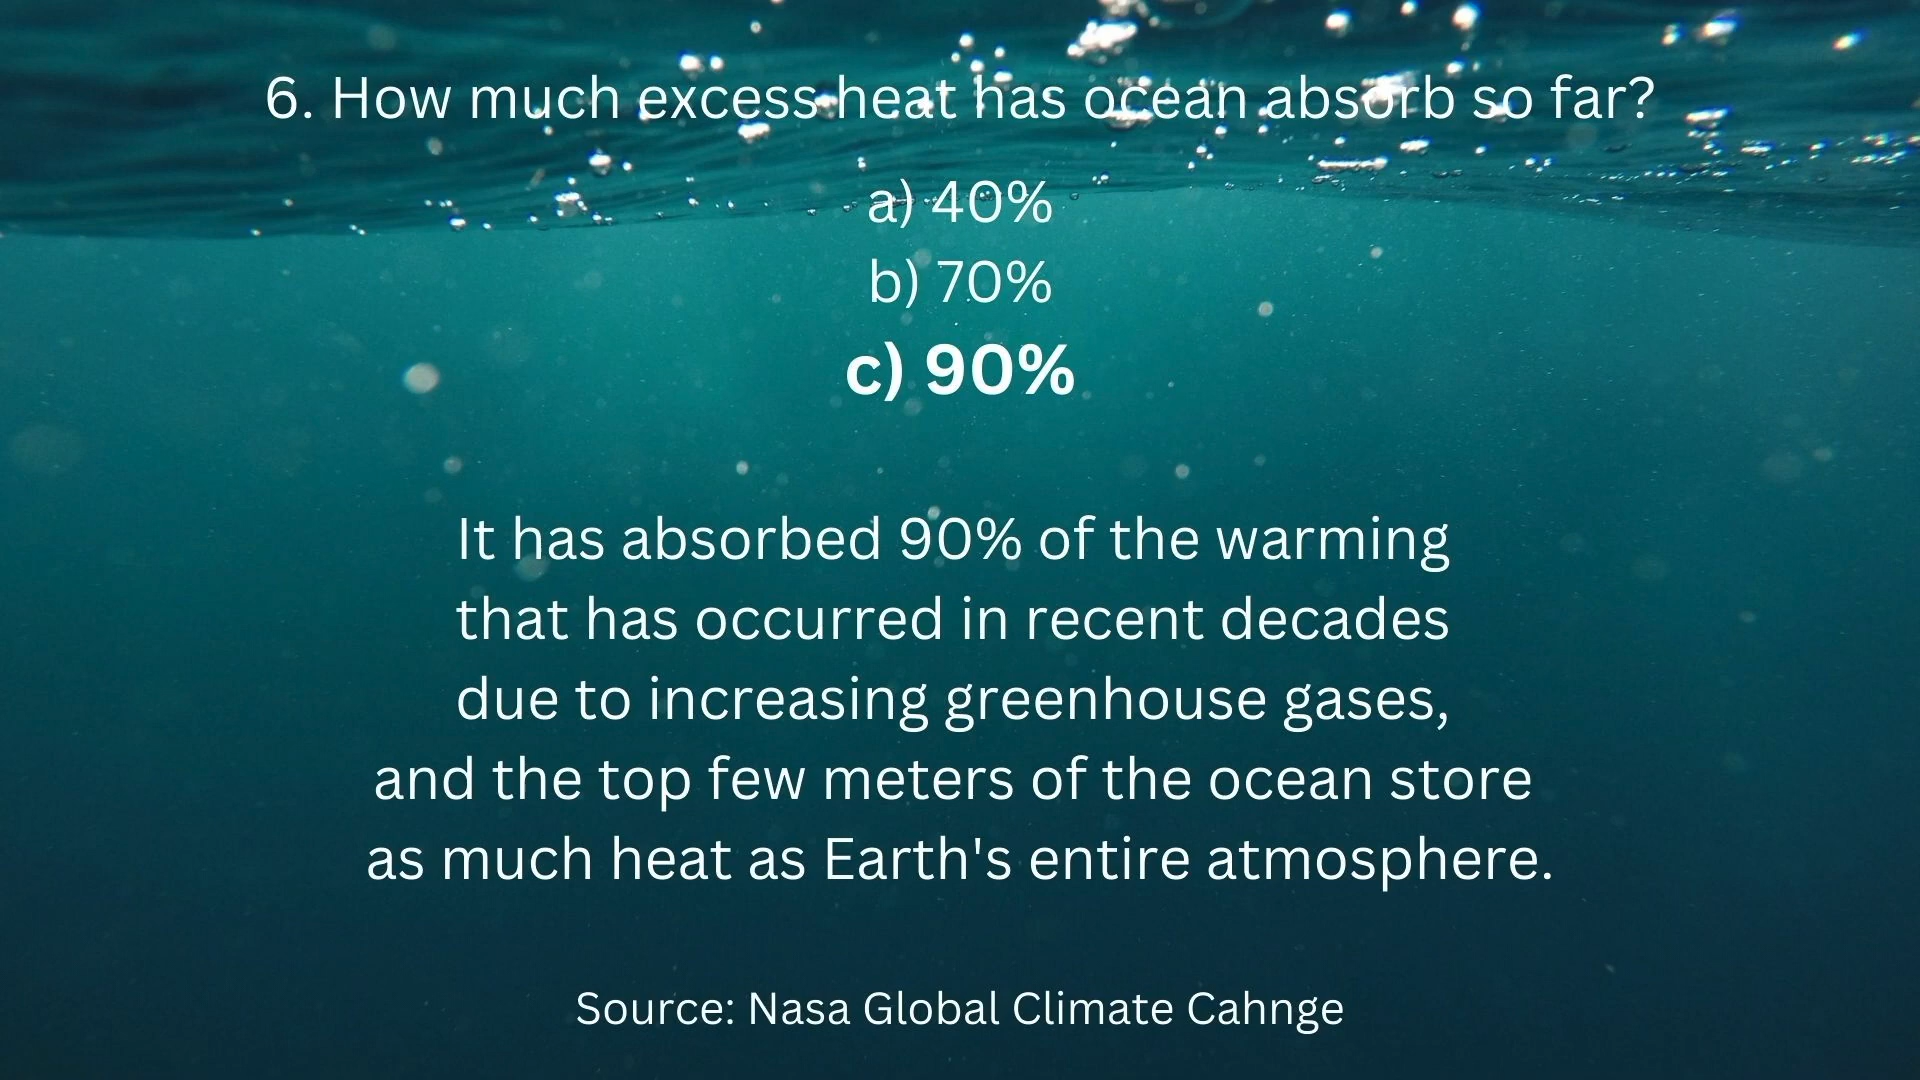 6. How much excess heat has ocean absorb so far?
a) 40%
b) 70%
c) 90%
It has absorbed 90% of the warming
that has occurred in recent decades
due to increasing greenhouse gases,
and the top few meters of the ocean store
as much heat as Earth's entire atmosphere.
Source: Nasa Global Climate Cahnge